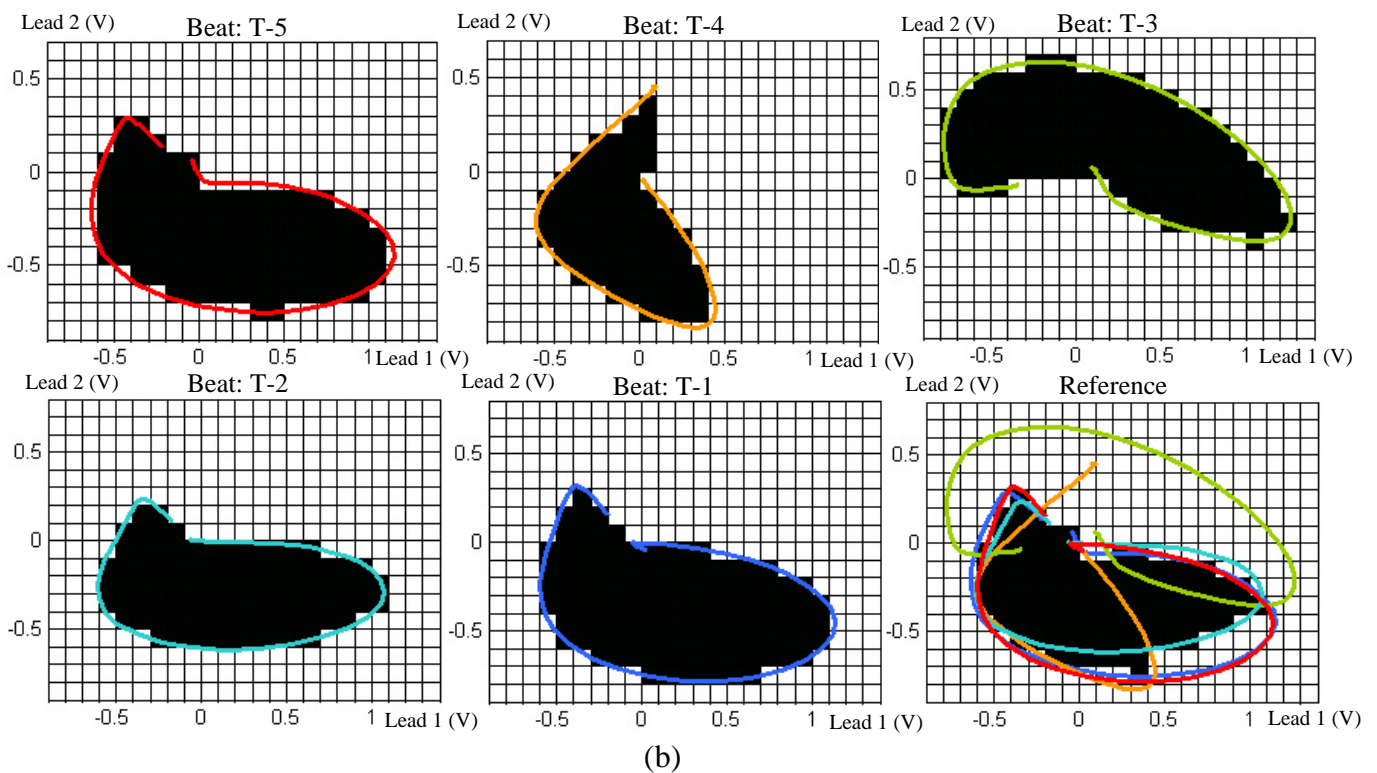 Lead 2 (V) Beat: T-5
0.5
0
-0.5
-0.5 0 0.5 1 Lead 1 (V)
Lead 2 (V) Beat: T-4
0.5
0
-0.5
-0.5 0 0.5 1 Lead 1 (V)
Lead 2 (V) Beat: T-3
0.5
0
-0.5
-0.5 0 0.5 1 Lead 1 (V)
Lead 2 (V) Beat: T-2
0.5
0
-0.5
-0.5 0 0.5 1 Lead 1 (V)
Lead 2 (V) Beat: T-1
0.5
0
-0.5
-0.5 0 0.5 1 Lead 1 (V)
Lead 2 (V) Reference
0.5
0
-0.5
-0.5 0 0.5 1 Lead 1 (V)
(b)